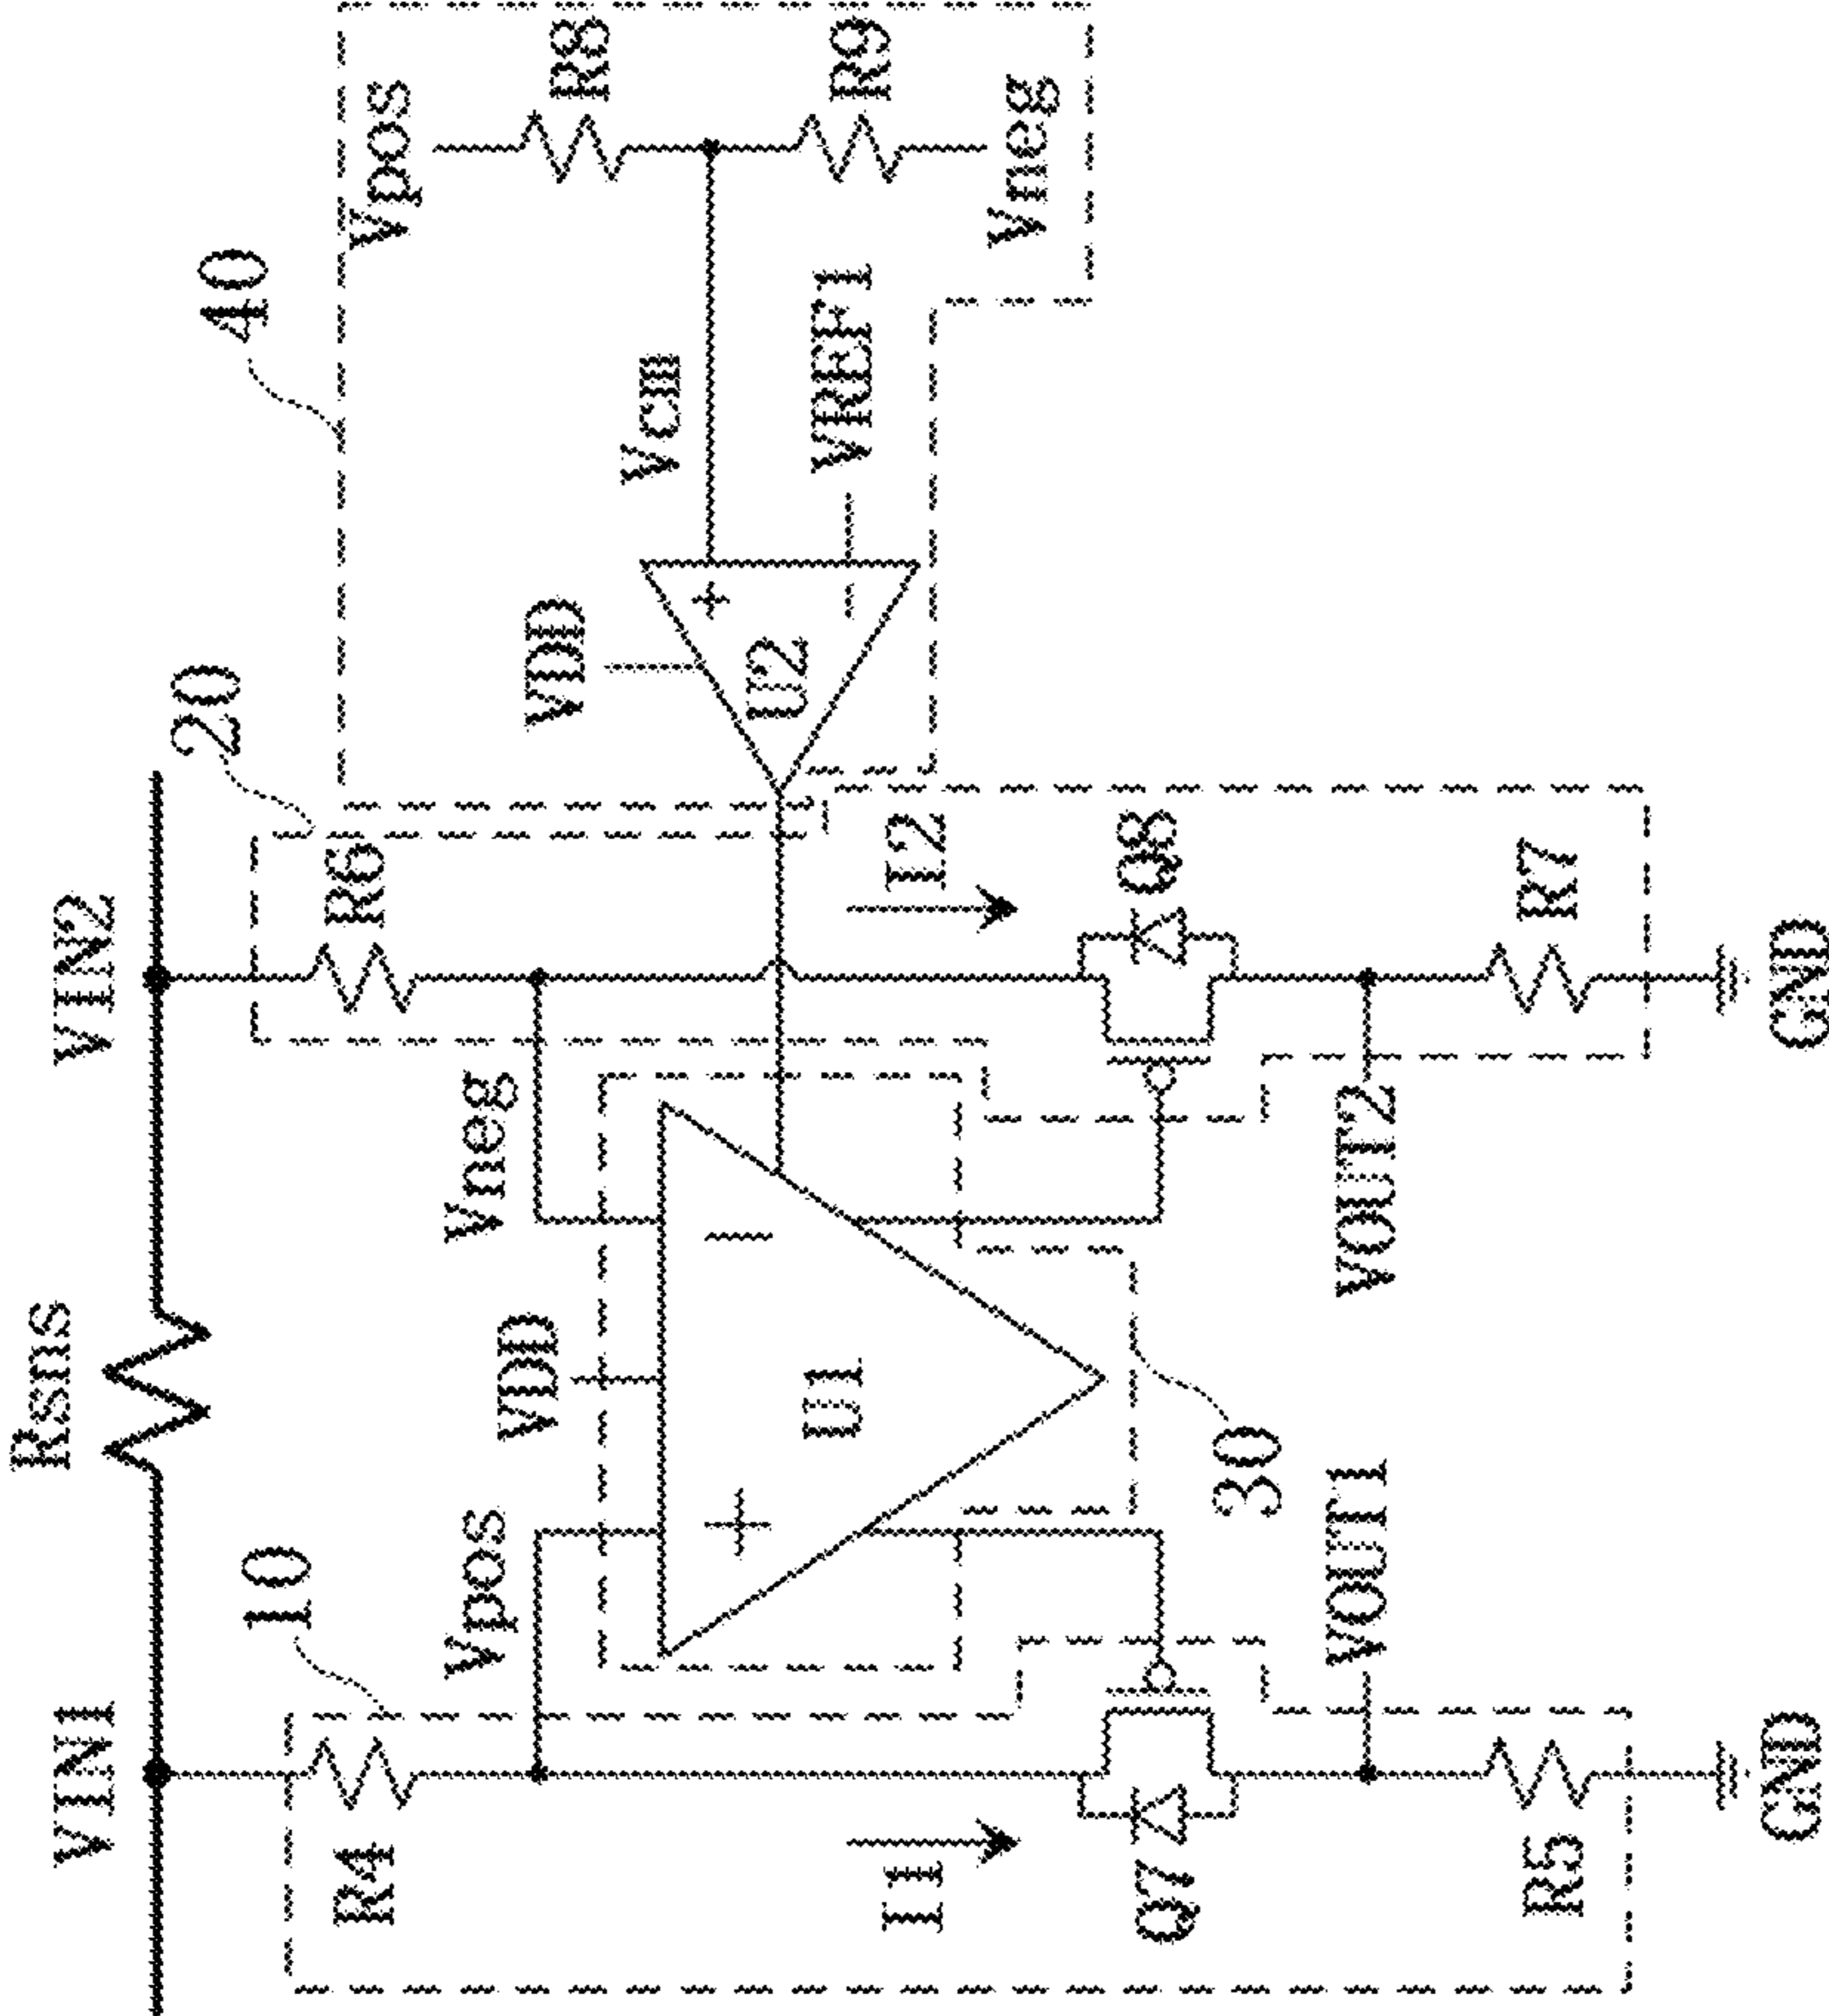 VIN1
Rsns
VIN2
10
20
40
R4
R6
Vpos
VDD
Vneg
VDD
Vcm
VREF1
Vpos
R8
R9
Vneg
+
−
U1
+
−
U2
I1
I2
Q7
Q8
30
VOUT1
VOUT2
R5
R7
GND
GND